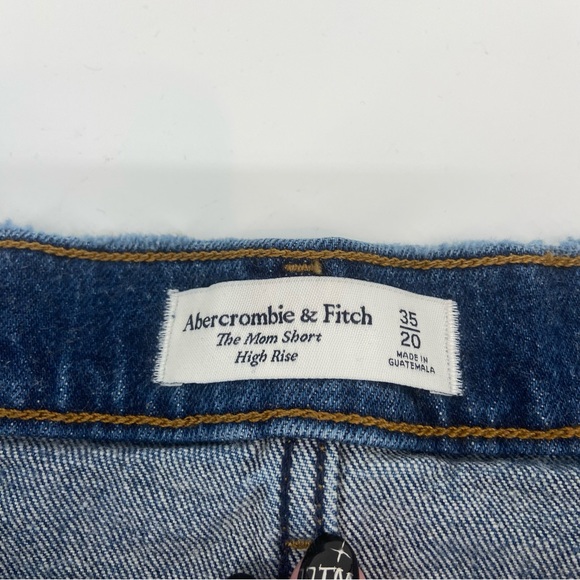 Abercrombie & Fitch
The Mom Short
High Rise
35
20
MADE IN
GUATEMALA